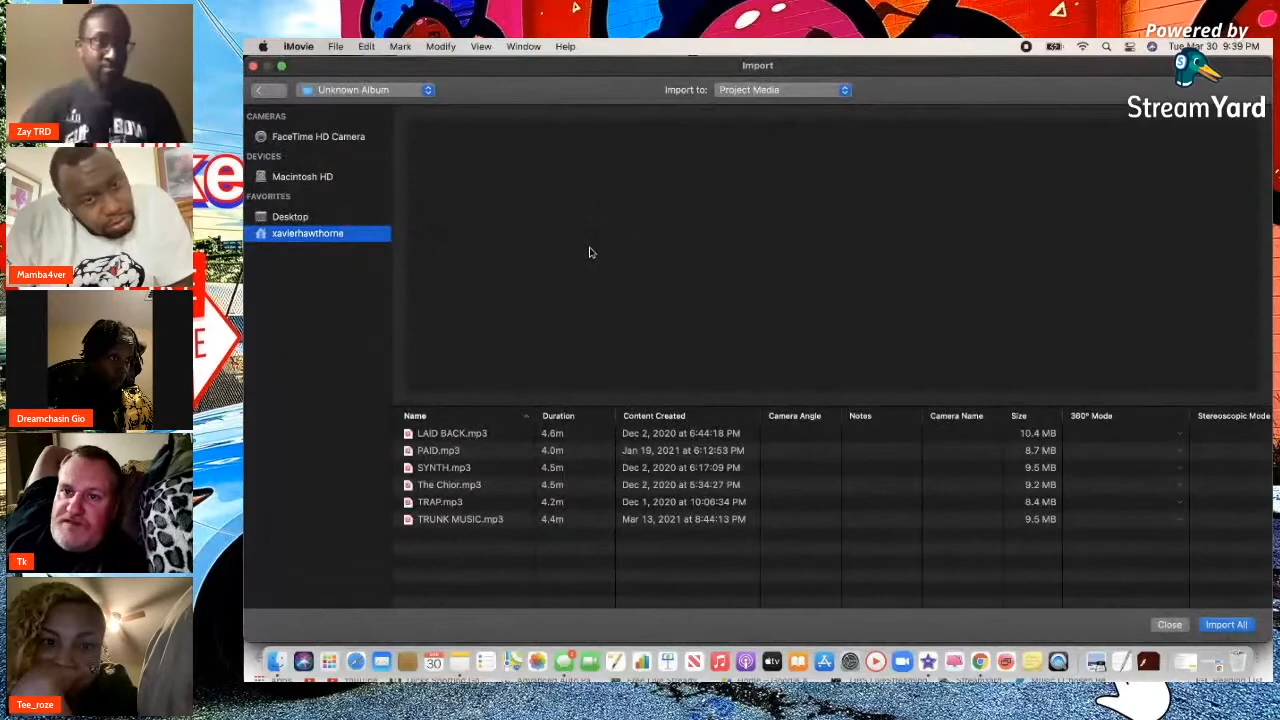 Powered by
StreamYard
iMovie File Edit Mark Modify View Window Help
Tue Mar 30 9:39 PM
Import
Unknown Album
Import to: Project Media
CAMERAS
FaceTime HD Camera
DEVICES
Macintosh HD
FAVORITES
Desktop
xavierhawthorne
Name Duration Content Created Camera Angle Notes Camera Name Size 360° Mode Stereoscopic Mode
LAID BACK.mp3 4.6m Dec 2, 2020 at 6:44:18 PM 10.4 MB
PAID.mp3 4.0m Jan 19, 2021 at 6:12:53 PM 8.7 MB
SYNTH.mp3 4.5m Dec 2, 2020 at 6:17:09 PM 9.5 MB
The Chior.mp3 4.5m Dec 2, 2020 at 5:34:27 PM 9.2 MB
TRAP.mp3 4.2m Dec 1, 2020 at 10:06:34 PM 8.4 MB
TRUNK MUSIC.mp3 4.4m Mar 13, 2021 at 8:44:13 PM 9.5 MB
Close Import All
30
tv
Zay TRD
Mamba4ver
Dreamchasin Gio
Tk
Tee_roze